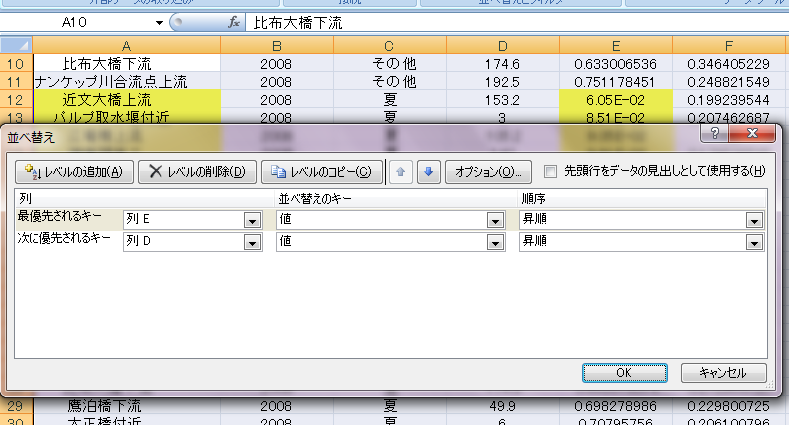 A10 fx 比布大橋下流
A B C D E F
10 比布大橋下流 2008 その他 174.6 0.633006536 0.346405229
11 ナンケップ川合流点上流 2008 その他 192.5 0.751178451 0.248821549
12 近文大橋上流 2008 夏 153.2 6.05E-02 0.199239544
13 パルプ取水堰付近 2008 夏 3 8.51E-02 0.207462687
並べ替え
レベルの追加(A) レベルの削除(D) レベルのコピー(C) オプション(O)... 先頭行をデータの見出しとして使用する(H)
列 並べ替えのキー 順序
最優先されるキー 列 E 値 昇順
次に優先されるキー 列 D 値 昇順
OK キャンセル
29 鷹泊橋下流 2008 夏 49.9 0.698278986 0.229800725
30 大正橋付近 2008 夏 6 0.70795756 0.206100796